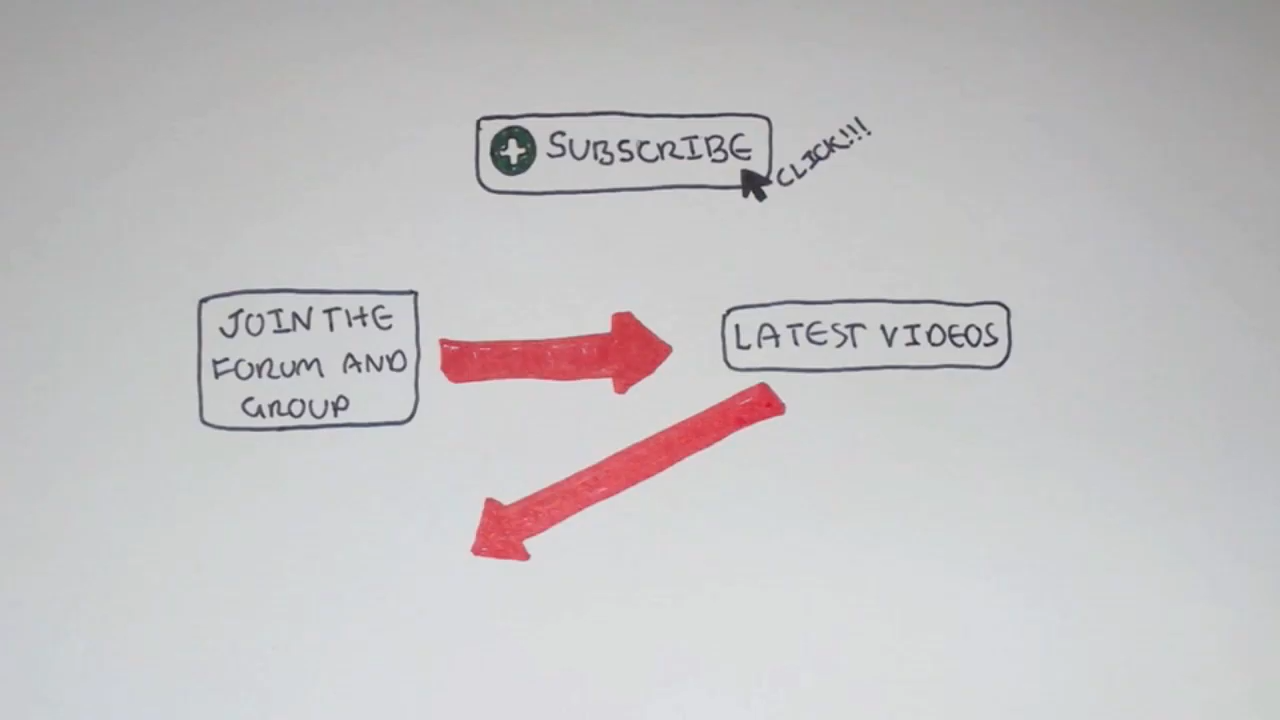 SUBSCRIBE
CLICK!!!
JOIN THE
FORUM AND
GROUP
LATEST VIDEOS